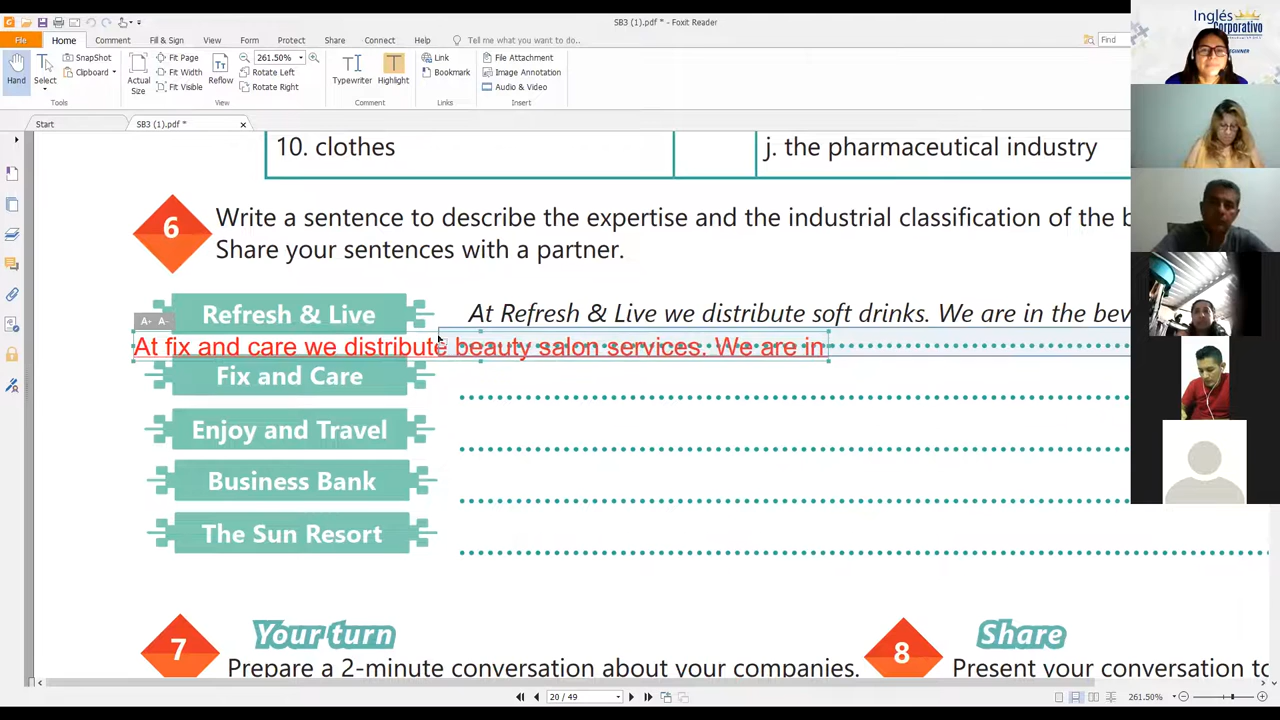 SB3 (1).pdf * - Foxit Reader
File Home Comment Fill & Sign View Form Protect Share Connect Help Tell me what you want to do.. Find
Hand Select SnapShot Clipboard Actual Size Fit Page Fit Width Fit Visible Reflow 261.50% Rotate Left Rotate Right Typewriter Highlight Link Bookmark File Attachment Image Annotation Audio & Video
Tools View Comment Links Insert
Start SB3 (1).pdf *
Inglés
Corporativo
10. clothes j. the pharmaceutical industry
6 Write a sentence to describe the expertise and the industrial classification of the b
Share your sentences with a partner.
Refresh & Live At Refresh & Live we distribute soft drinks. We are in the bev
A+ A-
At fix and care we distribute beauty salon services. We are in
Fix and Care
Enjoy and Travel
Business Bank
The Sun Resort
7 Your turn 8 Share
Prepare a 2-minute conversation about your companies. Present your conversation to
20 / 49 261.50%